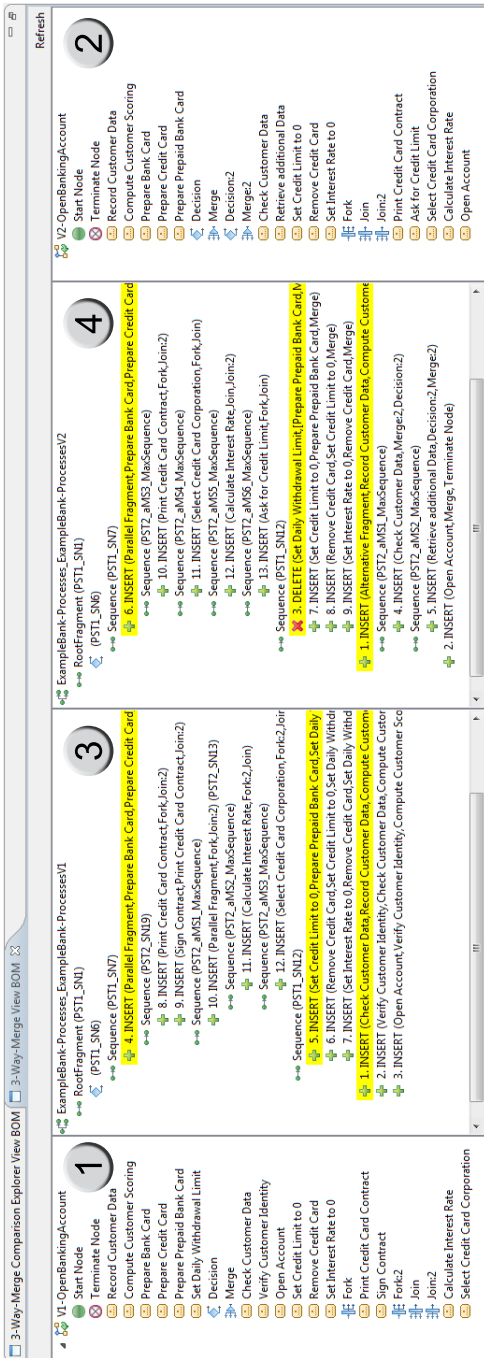 3-Way-Merge Comparison Explorer View BOM
3-Way-Merge View BOM
Refresh
1
V1-OpenBankingAccount
Start Node
Terminate Node
Record Customer Data
Compute Customer Scoring
Prepare Bank Card
Prepare Credit Card
Prepare Prepaid Bank Card
Set Daily Withdrawal Limit
Decision
Merge
Check Customer Data
Verify Customer Identity
Open Account
Set Credit Limit to 0
Remove Credit Card
Set Interest Rate to 0
Fork
Print Credit Card Contract
Sign Contract
Fork:2
Join
Join:2
Calculate Interest Rate
Select Credit Card Corporation
3
ExampleBank-Processes_ExampleBank-ProcessesV1
RootFragment (PST1_SN1)
(PST1_SN6)
Sequence (PST1_SN7)
4. INSERT (Parallel Fragment,Prepare Bank Card,Prepare Credit Card
Sequence (PST2_SN19)
8. INSERT (Print Credit Card Contract,Fork,Join:2)
9. INSERT (Sign Contract,Print Credit Card Contract,Join:2)
Sequence (PST2_aMS1_MaxSequence)
10. INSERT (Parallel Fragment,Fork,Join:2) (PST2_SN13)
Sequence (PST2_aMS2_MaxSequence)
11. INSERT (Calculate Interest Rate,Fork:2,Join)
Sequence (PST2_aMS3_MaxSequence)
12. INSERT (Select Credit Card Corporation,Fork:2,Join
Sequence (PST1_SN12)
5. INSERT (Set Credit Limit to 0,Prepare Prepaid Bank Card,Set Daily
6. INSERT (Remove Credit Card,Set Credit Limit to 0,Set Daily Withd
7. INSERT (Set Interest Rate to 0,Remove Credit Card,Set Daily Withd
1. INSERT (Check Customer Data,Record Customer Data,Compute Custom
2. INSERT (Verify Customer Identity,Check Customer Data,Compute Custor
3. INSERT (Open Account,Verify Customer Identity,Compute Customer Sco
4
ExampleBank-Processes_ExampleBank-ProcessesV2
RootFragment (PST1_SN1)
(PST1_SN6)
Sequence (PST1_SN7)
6. INSERT (Parallel Fragment,Prepare Bank Card,Prepare Credit Card
Sequence (PST2_aMS3_MaxSequence)
10. INSERT (Print Credit Card Contract,Fork,Join:2)
Sequence (PST2_aMS4_MaxSequence)
11. INSERT (Select Credit Card Corporation,Fork,Join)
Sequence (PST2_aMS5_MaxSequence)
12. INSERT (Calculate Interest Rate,Join,Join:2)
Sequence (PST2_aMS6_MaxSequence)
13. INSERT (Ask for Credit Limit,Fork,Join)
Sequence (PST1_SN12)
3. DELETE (Set Daily Withdrawal Limit,[Prepare Prepaid Bank Card,M
7. INSERT (Set Credit Limit to 0,Prepare Prepaid Bank Card,Merge)
8. INSERT (Remove Credit Card,Set Credit Limit to 0,Merge)
9. INSERT (Set Interest Rate to 0,Remove Credit Card,Merge)
1. INSERT (Alternative Fragment,Record Customer Data,Compute Custome
Sequence (PST2_aMS1_MaxSequence)
4. INSERT (Check Customer Data,Merge:2,Decision:2)
Sequence (PST2_aMS2_MaxSequence)
5. INSERT (Retrieve additional Data,Decision:2,Merge:2)
2. INSERT (Open Account,Merge,Terminate Node)
2
V2-OpenBankingAccount
Start Node
Terminate Node
Record Customer Data
Compute Customer Scoring
Prepare Bank Card
Prepare Credit Card
Prepare Prepaid Bank Card
Decision
Merge
Decision:2
Merge:2
Check Customer Data
Retrieve additional Data
Set Credit Limit to 0
Remove Credit Card
Set Interest Rate to 0
Fork
Join
Join:2
Print Credit Card Contract
Ask for Credit Limit
Select Credit Card Corporation
Calculate Interest Rate
Open Account